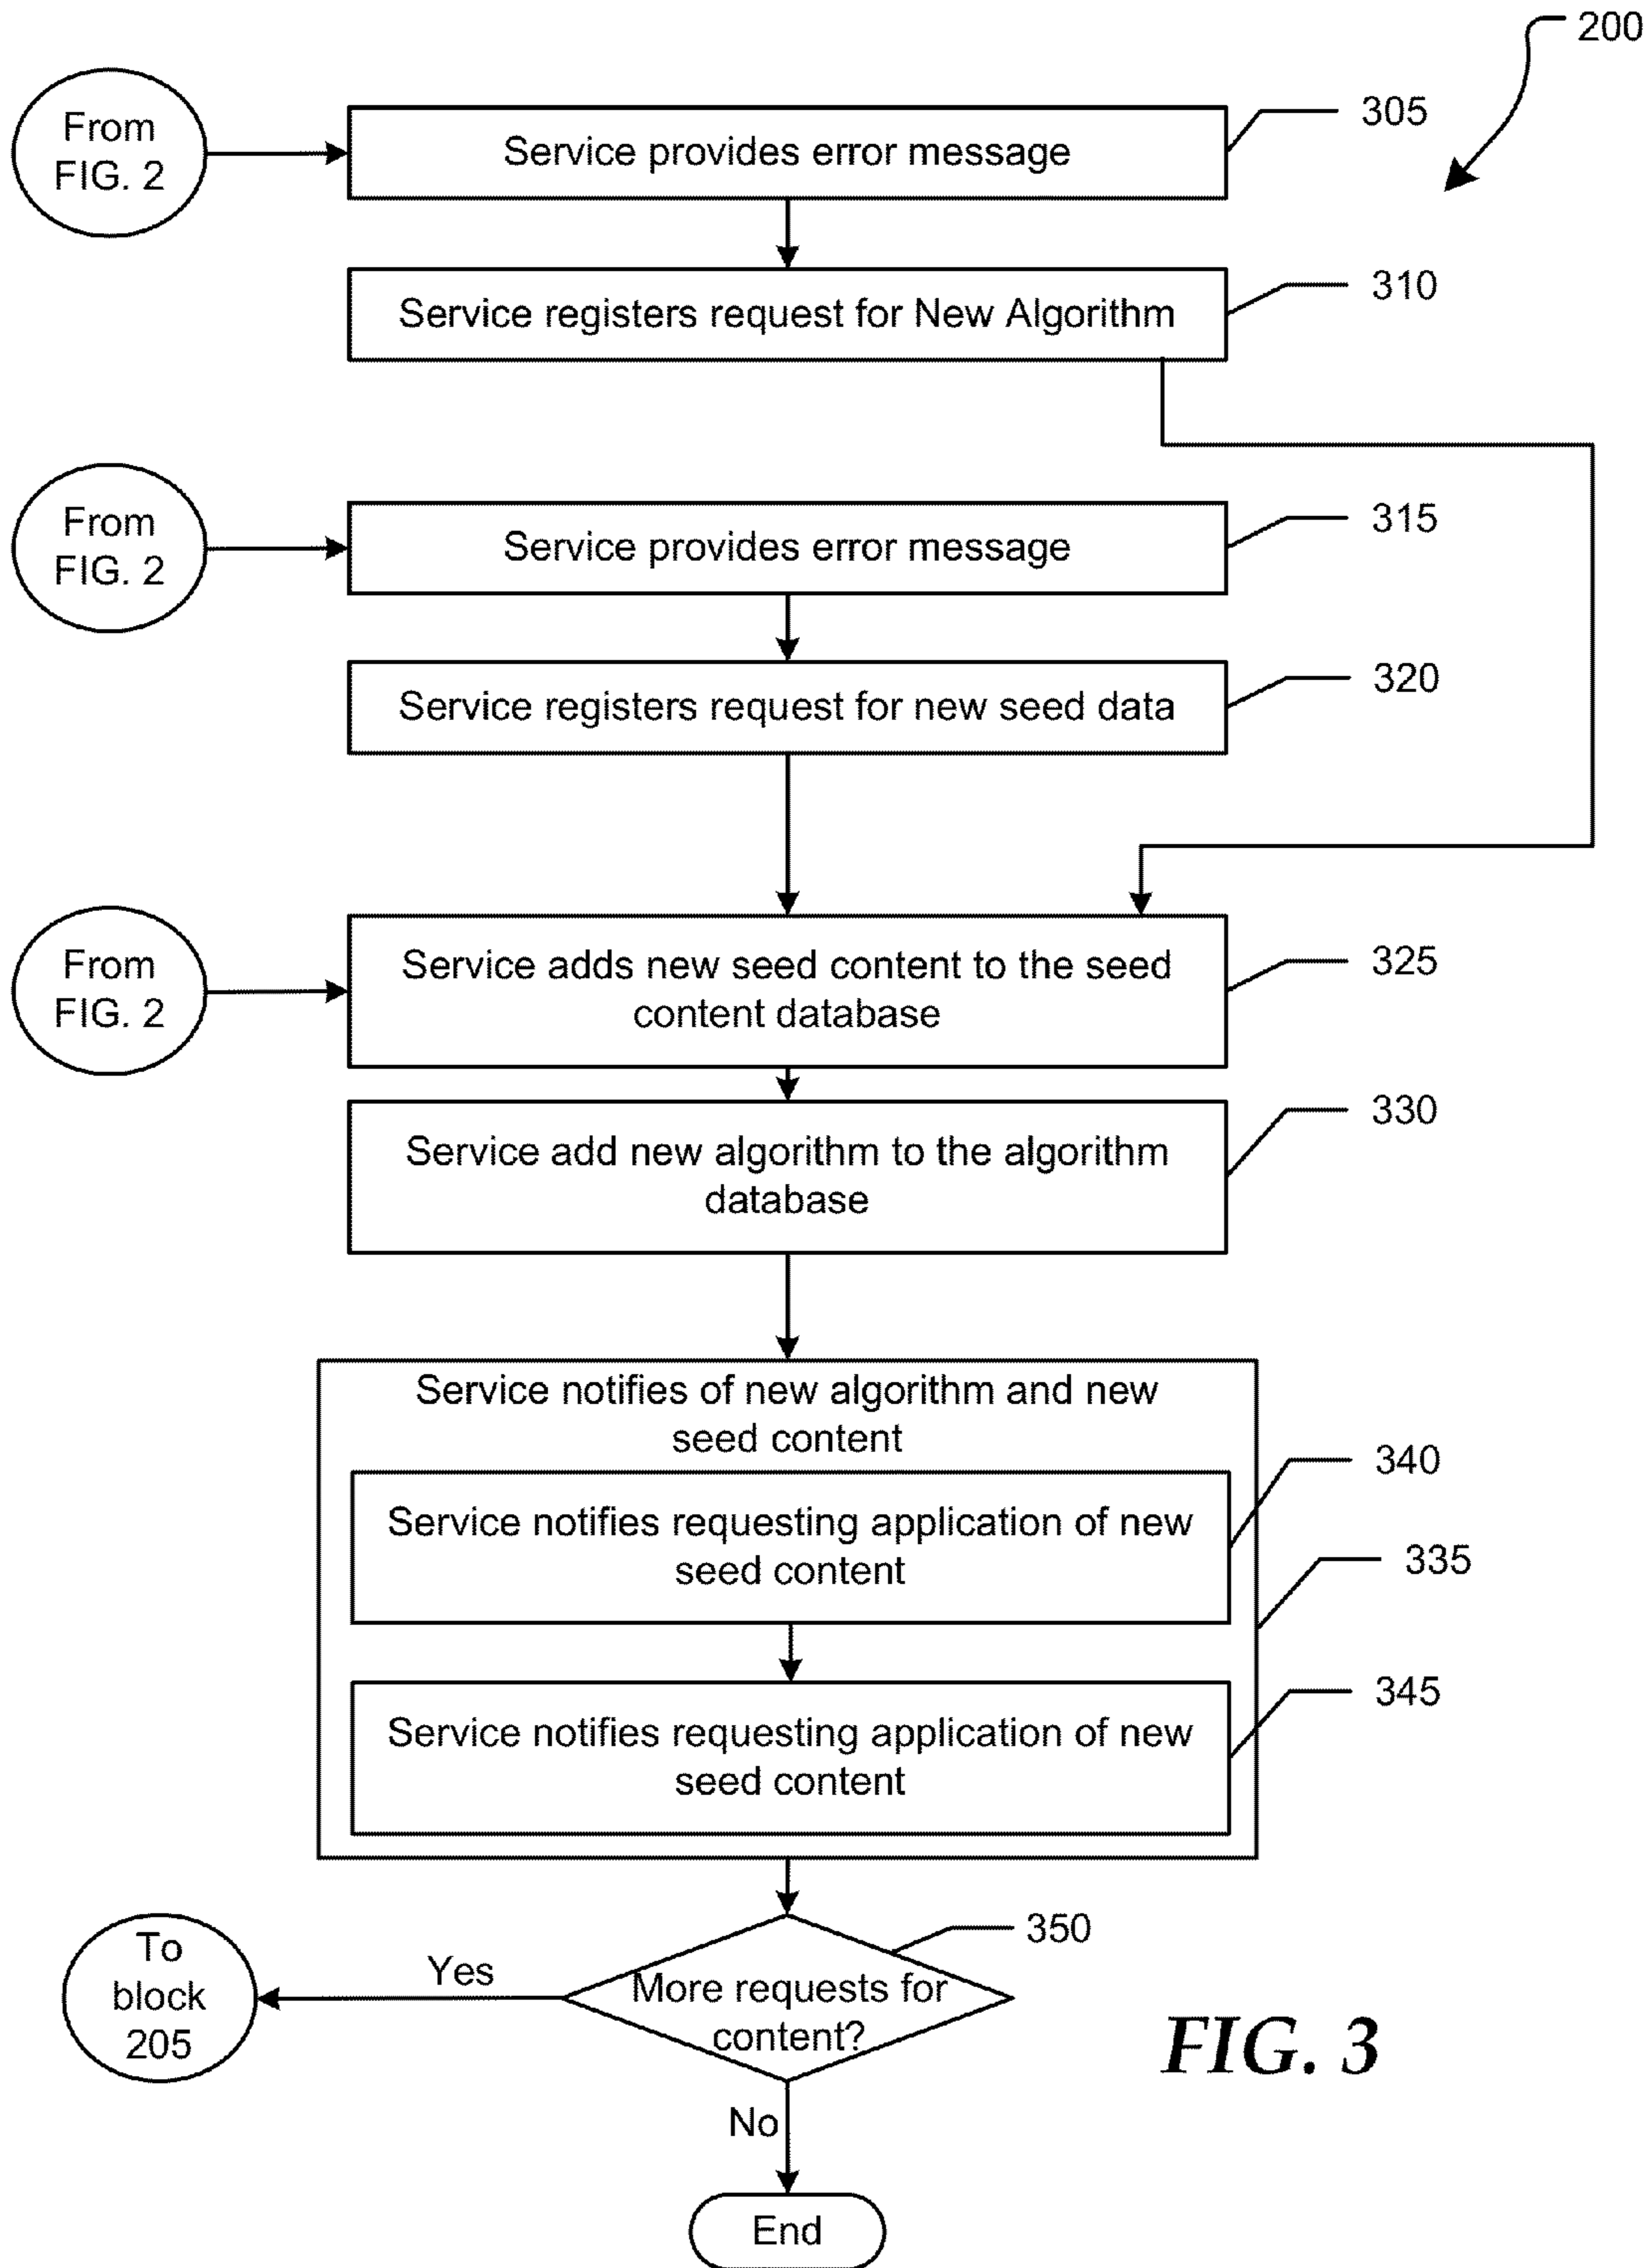 200
From
FIG. 2
Service provides error message
305
Service registers request for New Algorithm
310
From
FIG. 2
Service provides error message
315
Service registers request for new seed data
320
From
FIG. 2
Service adds new seed content to the seed
content database
325
Service add new algorithm to the algorithm
database
330
Service notifies of new algorithm and new
seed content
340
Service notifies requesting application of new
seed content
335
345
Service notifies requesting application of new
seed content
350
To
block
205
Yes
More requests for
content?
FIG. 3
No
End